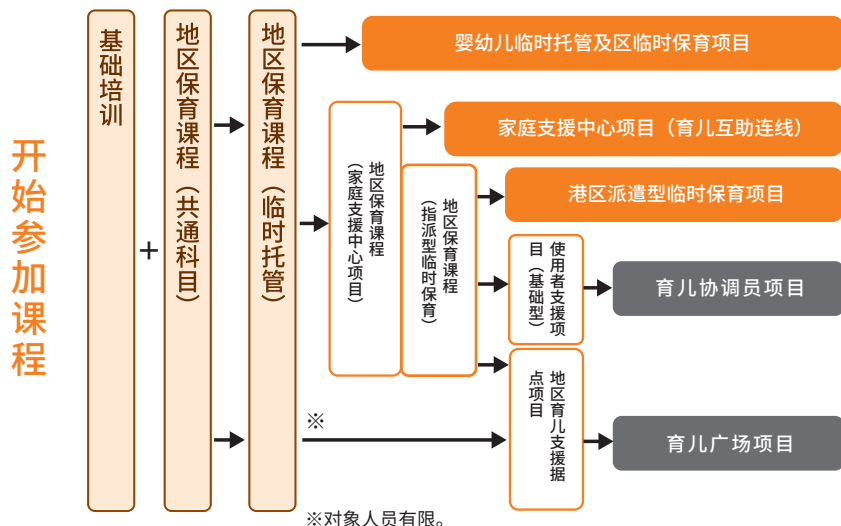 开始参加课程
基础培训
+
地区保育课程（共通科目）
地区保育课程（临时托管）
婴幼儿临时托管及区临时保育项目
地区保育课程
（家庭支援中心项目）
家庭支援中心项目（育儿互助连线）
地区保育课程
（指派型临时保育）
港区派遣型临时保育项目
使用者支援项
目（基础型）
育儿协调员项目
※
地区育儿支援据
点项目
育儿广场项目
※对象人员有限。